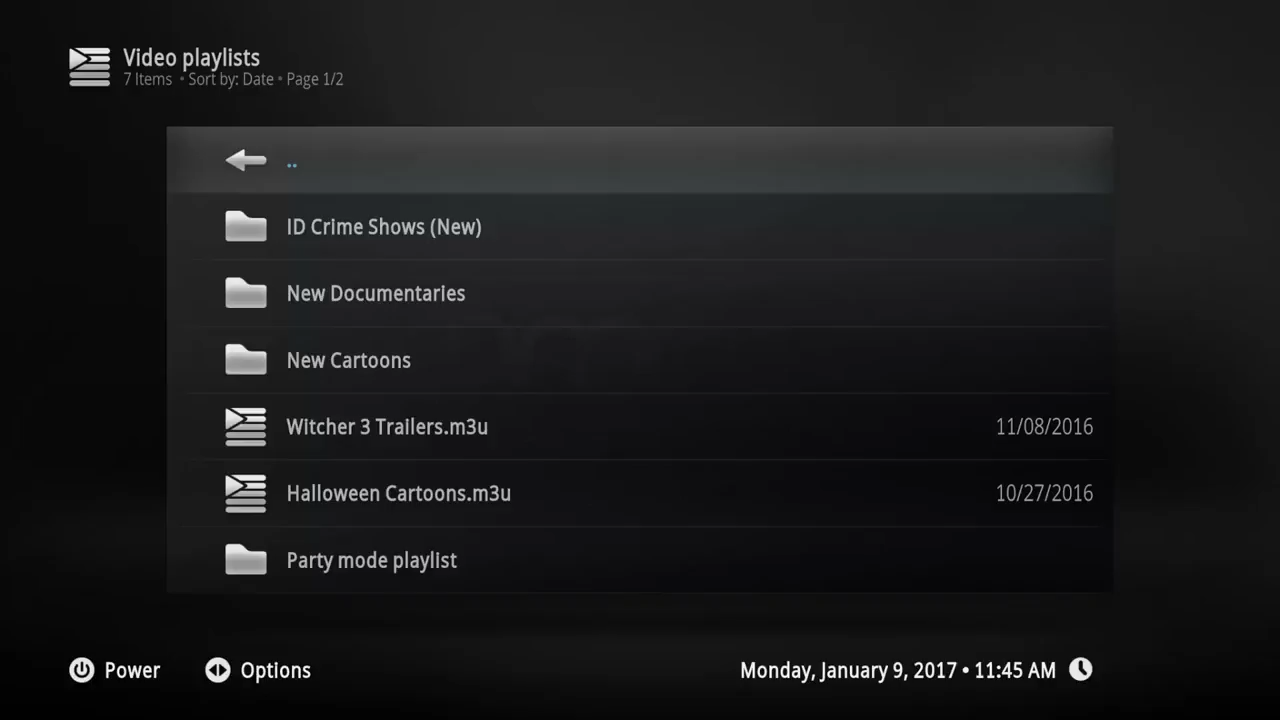 Video playlists
7 Items • Sort by: Date • Page 1/2
..
ID Crime Shows (New)
New Documentaries
New Cartoons
Witcher 3 Trailers.m3u 11/08/2016
Halloween Cartoons.m3u 10/27/2016
Party mode playlist
Power Options Monday, January 9, 2017 • 11:45 AM